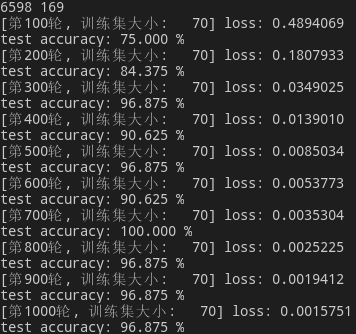 6598 169
[第100轮, 训练集大小:   70] loss: 0.4894069
test accuracy: 75.000 %
[第200轮, 训练集大小:   70] loss: 0.1807933
test accuracy: 84.375 %
[第300轮, 训练集大小:   70] loss: 0.0349025
test accuracy: 96.875 %
[第400轮, 训练集大小:   70] loss: 0.0139010
test accuracy: 90.625 %
[第500轮, 训练集大小:   70] loss: 0.0085034
test accuracy: 96.875 %
[第600轮, 训练集大小:   70] loss: 0.0053773
test accuracy: 90.625 %
[第700轮, 训练集大小:   70] loss: 0.0035304
test accuracy: 100.000 %
[第800轮, 训练集大小:   70] loss: 0.0025225
test accuracy: 96.875 %
[第900轮, 训练集大小:   70] loss: 0.0019412
test accuracy: 96.875 %
[第1000轮, 训练集大小:   70] loss: 0.0015751
test accuracy: 96.875 %